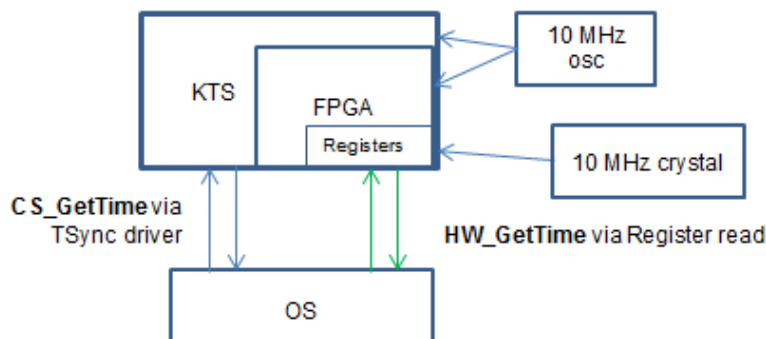 10 MHz
osc
KTS
FPGA
Registers
10 MHz crystal
CS_GetTime via
TSync driver
HW_GetTime via Register read
OS